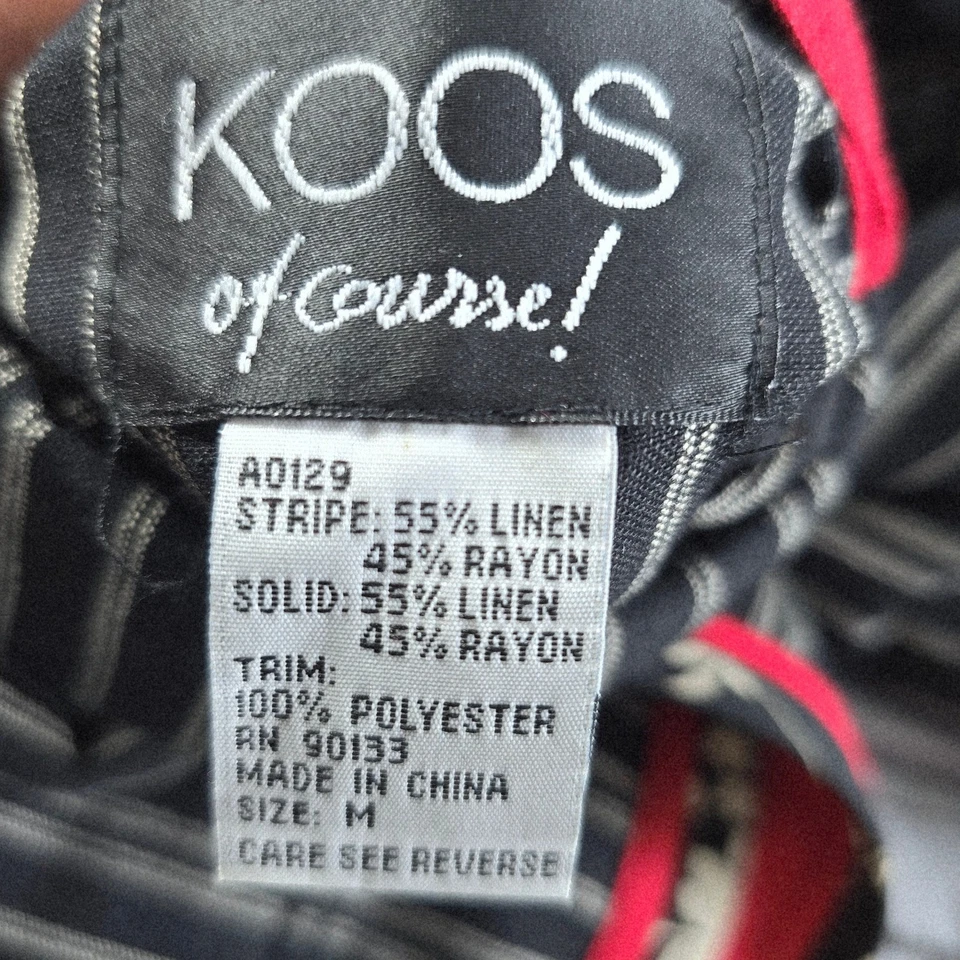 KOOS
of Course!
A0129
STRIPE: 55% LINEN
45% RAYON
SOLID: 55% LINEN
45% RAYON
TRIM:
100% POLYESTER
RN 90133
MADE IN CHINA
SIZE: M
CARE SEE REVERSE